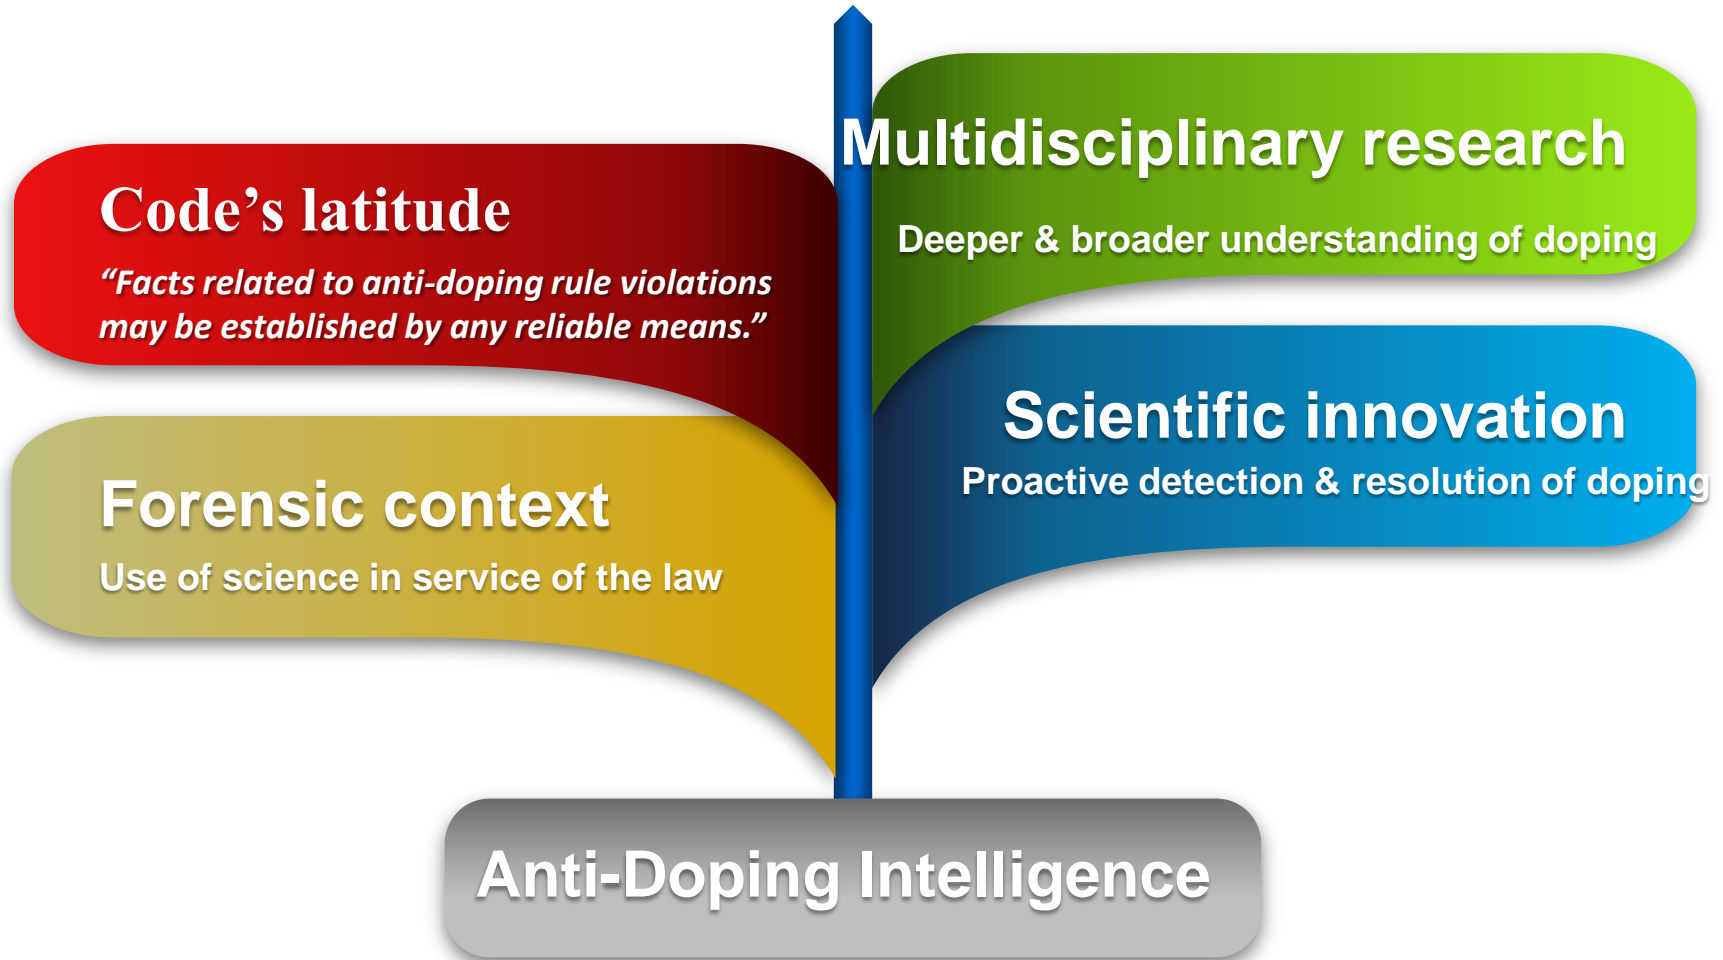 Code’s latitude
“Facts related to anti-doping rule violations
may be established by any reliable means.”
Forensic context
Use of science in service of the law
Multidisciplinary research
Deeper & broader understanding of doping
Scientific innovation
Proactive detection & resolution of doping
Anti-Doping Intelligence